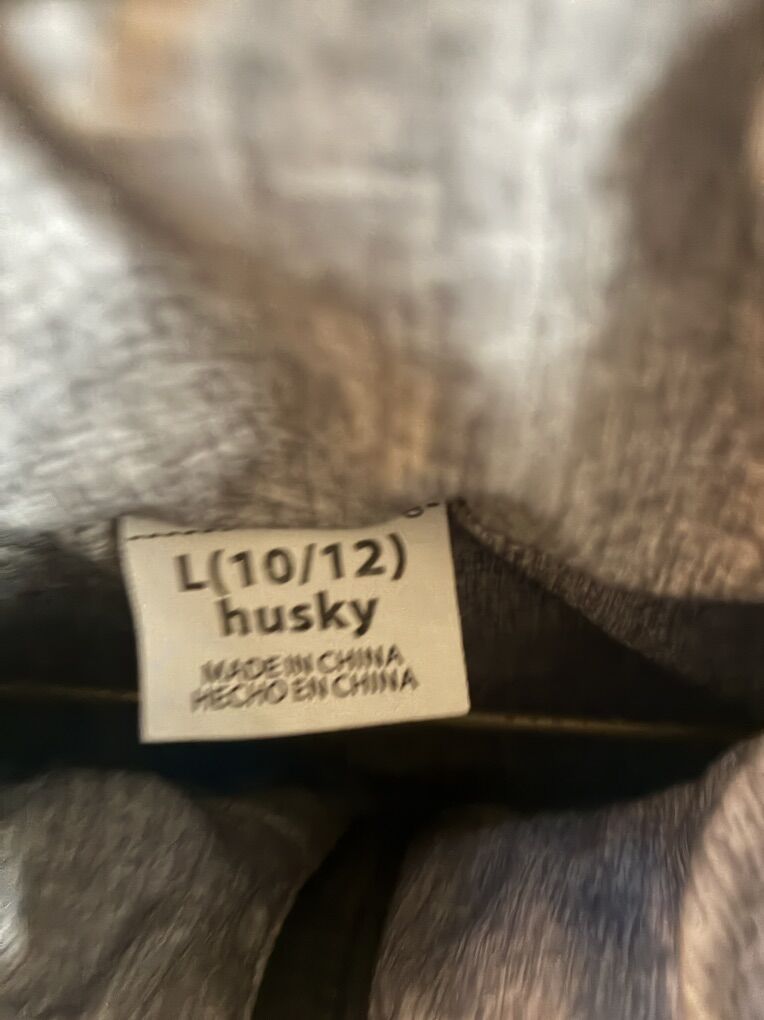 L(10/12)
husky
MADE IN CHINA
HECHO EN CHINA